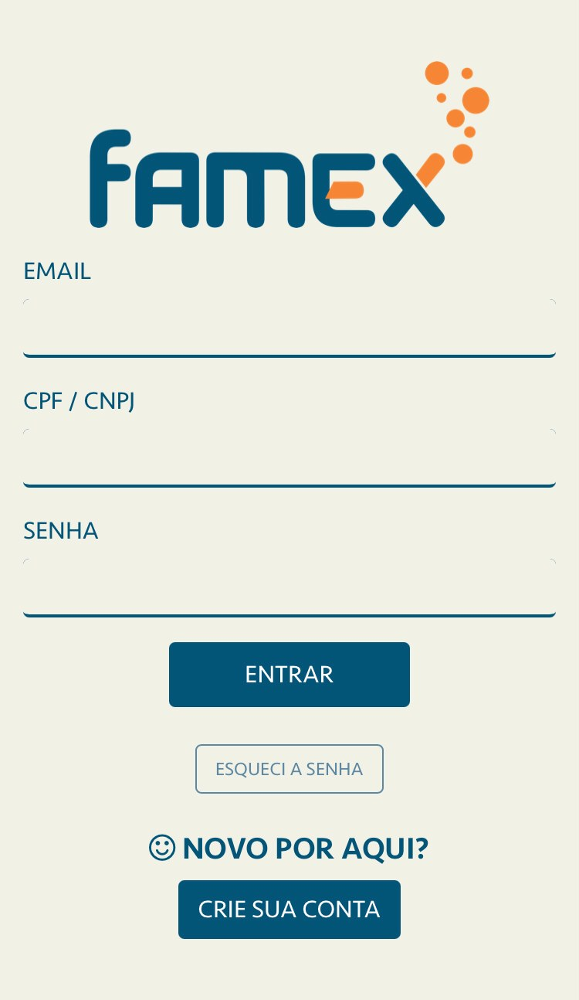 FAMEX
EMAIL
CPF / CNPJ
SENHA
ENTRAR
ESQUECI A SENHA
NOVO POR AQUI?
CRIE SUA CONTA